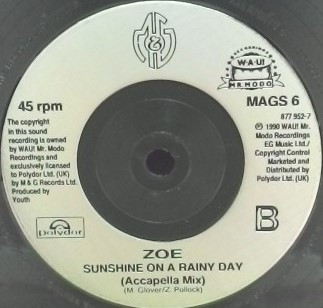 M&G
W·A·U!
MR. MODO
45 rpm
MAGS 6
877 952-7
The copyright
in this sound
recording is owned
by WAU! Mr. Modo
Recordings and
exclusively licensed
to Polydor Ltd. (UK)
by M & G Records Ltd.
Produced by
Youth
℗ 1990 WAU! Mr.
Modo Recordings
EG Music Ltd./
Copyright Control
Marketed and
Distributed by
Polydor Ltd. (UK)
Polydor
B
ZOE
SUNSHINE ON A RAINY DAY
(Accapella Mix)
(M. Glover/Z. Pollock)